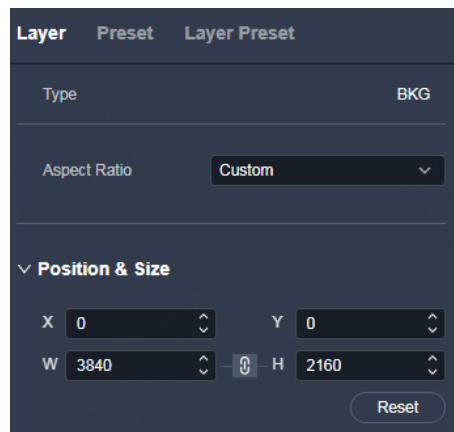 Layer Preset Layer Preset
Type BKG
Aspect Ratio Custom
Position & Size
X 0 Y 0
W 3840 H 2160
Reset